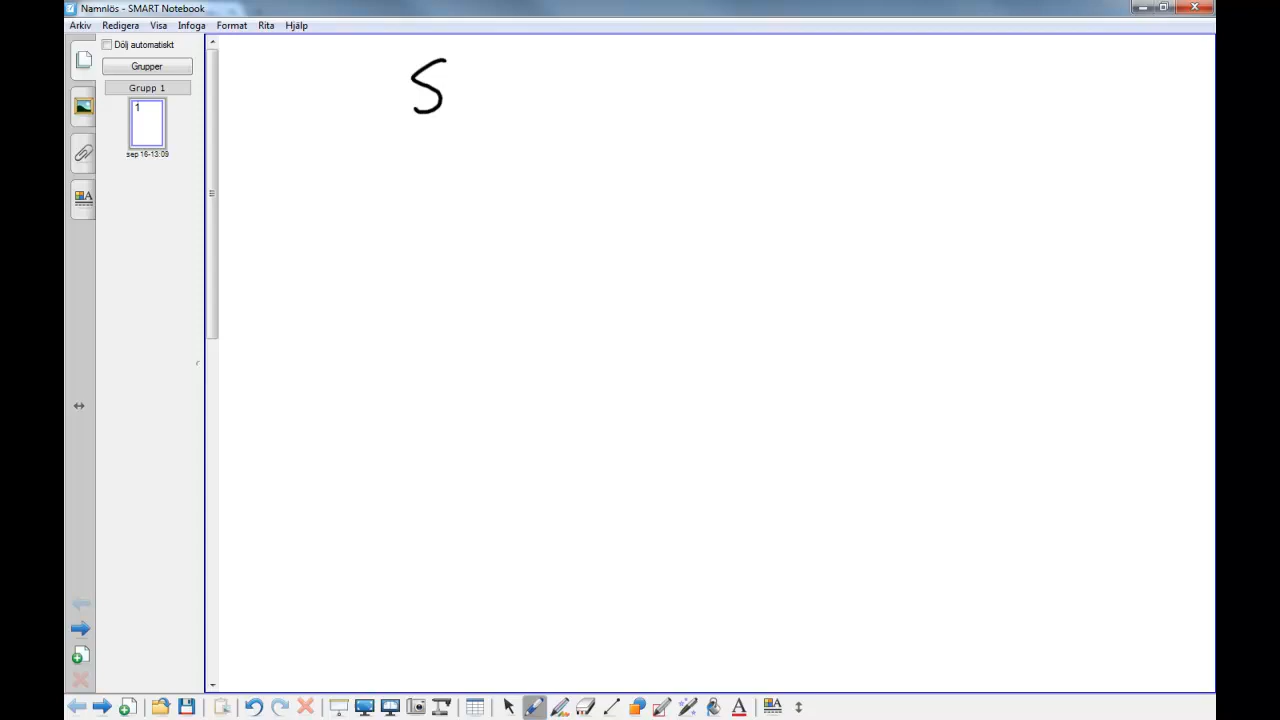 Namnlös - SMART Notebook
Arkiv Redigera Visa Infoga Format Rita Hjälp
Dölj automatiskt
Grupper
Grupp 1
1
sep 16-13:09
S